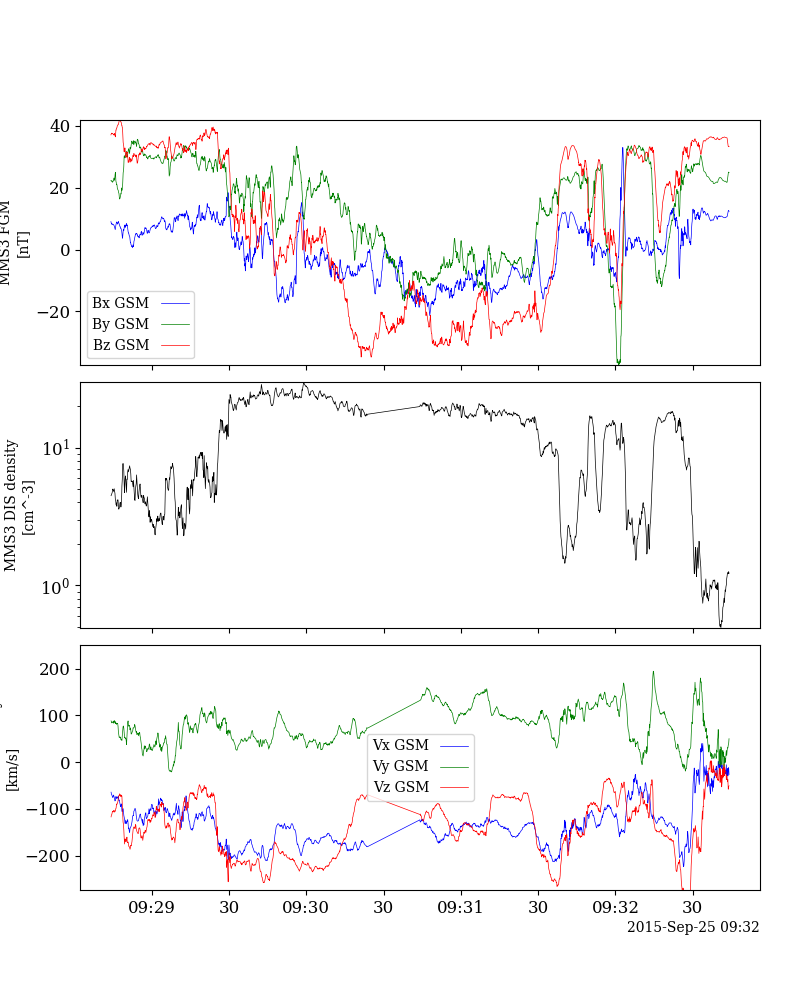 40
20
0
−20
MMS3 FGM
[nT]
Bx GSM
By GSM
Bz GSM
10^1
10^0
MMS3 DIS density
[cm^-3]
200
100
0
−100
−200
[km/s]
Vx GSM
Vy GSM
Vz GSM
09:29 30 09:30 30 09:31 30 09:32 30
2015-Sep-25 09:32